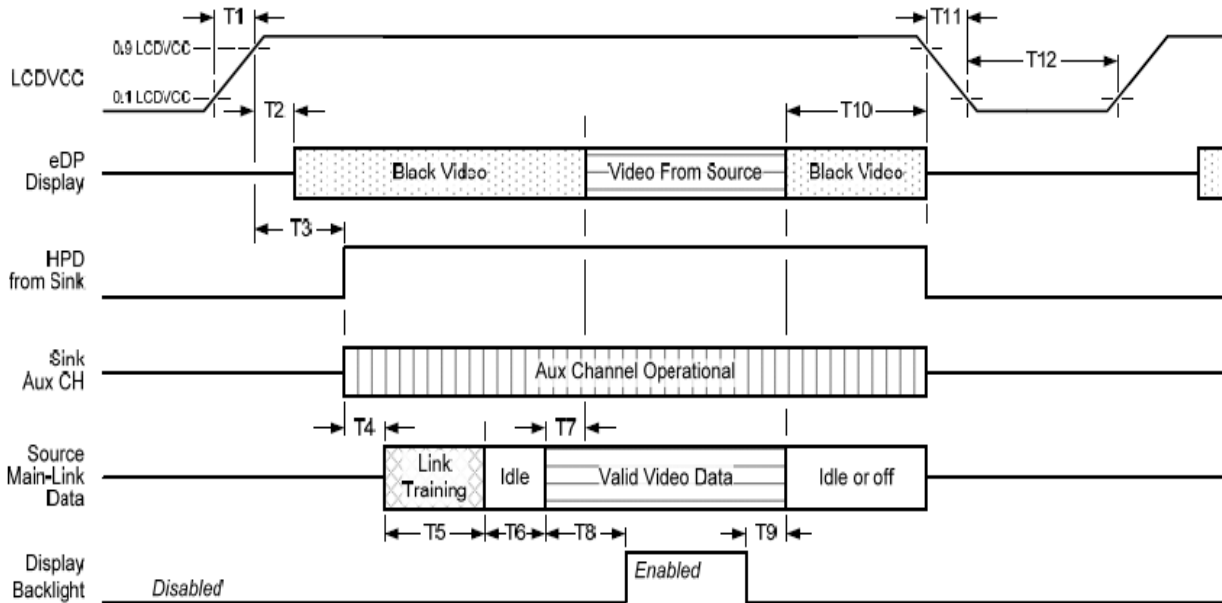 T1
T11
0.9 LCDVCC
LCDVCC
T12
0.1 LCDVCC
T2
T10
eDP
Display
Black Video
Video From Source
Black Video
T3
HPD
from Sink
Sink
Aux CH
Aux Channel Operational
T4
T7
Source
Main-Link
Data
Link
Training
Idle
Valid Video Data
Idle or off
T5
T6
T8
T9
Display
Backlight
Disabled
Enabled